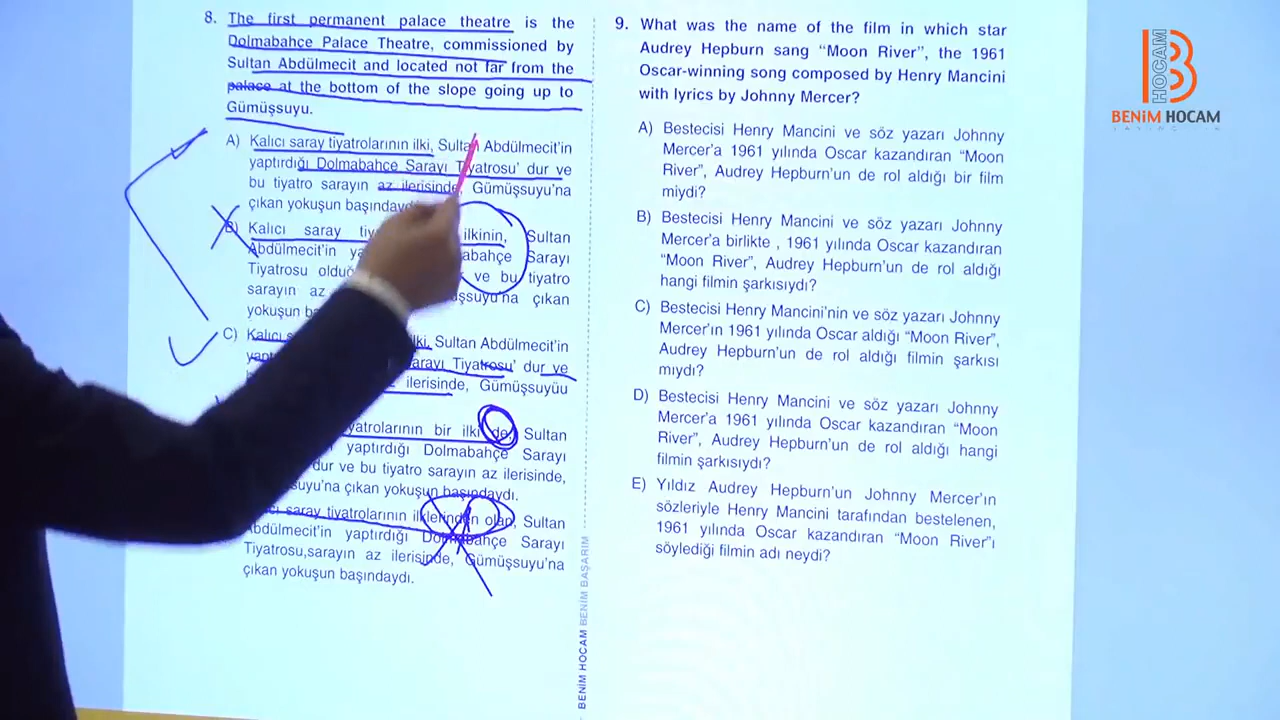 8. The first permanent palace theatre is the
Dolmabahçe Palace Theatre, commissioned by
Sultan Abdülmecit and located not far from the
palace at the bottom of the slope going up to
Gümüşsuyu.
A) Kalıcı saray tiyatrolarının ilki, Sultan Abdülmecit’in
yaptırdığı Dolmabahçe Sarayı Tiyatrosu’ dur ve
bu tiyatro sarayın az ilerisinde, Gümüşsuyu’na
çıkan yokuşun
B) Kalıcı saray ilkinin, Sultan
Abdülmecit’in Sarayı
Tiyatrosu ve bu tiyatro
sarayın az çıkan
yokuşun
C) Kalıcı Sultan Abdülmecit’in
Tiyatrosu’ dur ve
ilerisinde, Gümüşsuyüu
bir ilki de, Sultan
yaptırdığı Dolmabahçe Sarayı
dur ve bu tiyatro sarayın az ilerisinde,
çıkan yokuşun başındaydı.
saray tiyatrolarının ilklerinden olan, Sultan
Abdülmecit’in yaptırdığı Dolmabahçe Sarayı
Tiyatrosu,sarayın az ilerisinde, Gümüşsuyu’na
çıkan yokuşun başındaydı.
BENİM HOCAM BENİM BAŞARIM
9. What was the name of the film in which star
Audrey Hepburn sang “Moon River”, the 1961
Oscar-winning song composed by Henry Mancini
with lyrics by Johnny Mercer?
A) Bestecisi Henry Mancini ve söz yazarı Johnny
Mercer’a 1961 yılında Oscar kazandıran “Moon
River”, Audrey Hepburn’un de rol aldığı bir film
miydi?
B) Bestecisi Henry Mancini ve söz yazarı Johnny
Mercer’a birlikte , 1961 yılında Oscar kazandıran
“Moon River”, Audrey Hepburn’un de rol aldığı
hangi filmin şarkısıydı?
C) Bestecisi Henry Mancini’nin ve söz yazarı Johnny
Mercer’ın 1961 yılında Oscar aldığı “Moon River”,
Audrey Hepburn’un de rol aldığı filmin şarkısı
mıydı?
D) Bestecisi Henry Mancini ve söz yazarı Johnny
Mercer’a 1961 yılında Oscar kazandıran “Moon
River”, Audrey Hepburn’un de rol aldığı hangi
filmin şarkısıydı?
E) Yıldız Audrey Hepburn’un Johnny Mercer’ın
sözleriyle Henry Mancini tarafından bestelenen,
1961 yılında Oscar kazandıran “Moon River”ı
söylediği filmin adı neydi?
HOCAM
BENİM HOCAM
YAYINCILIK